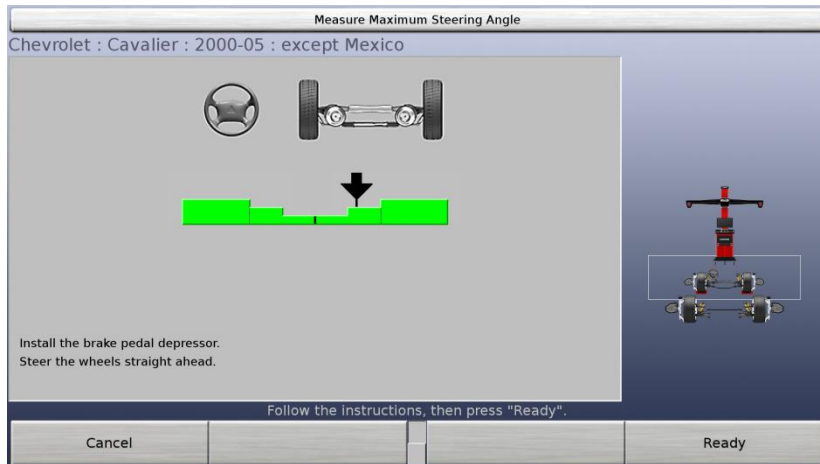 Measure Maximum Steering Angle
Chevrolet : Cavalier : 2000-05 : except Mexico
Install the brake pedal depressor.
Steer the wheels straight ahead.
Follow the instructions, then press "Ready".
Cancel
Ready